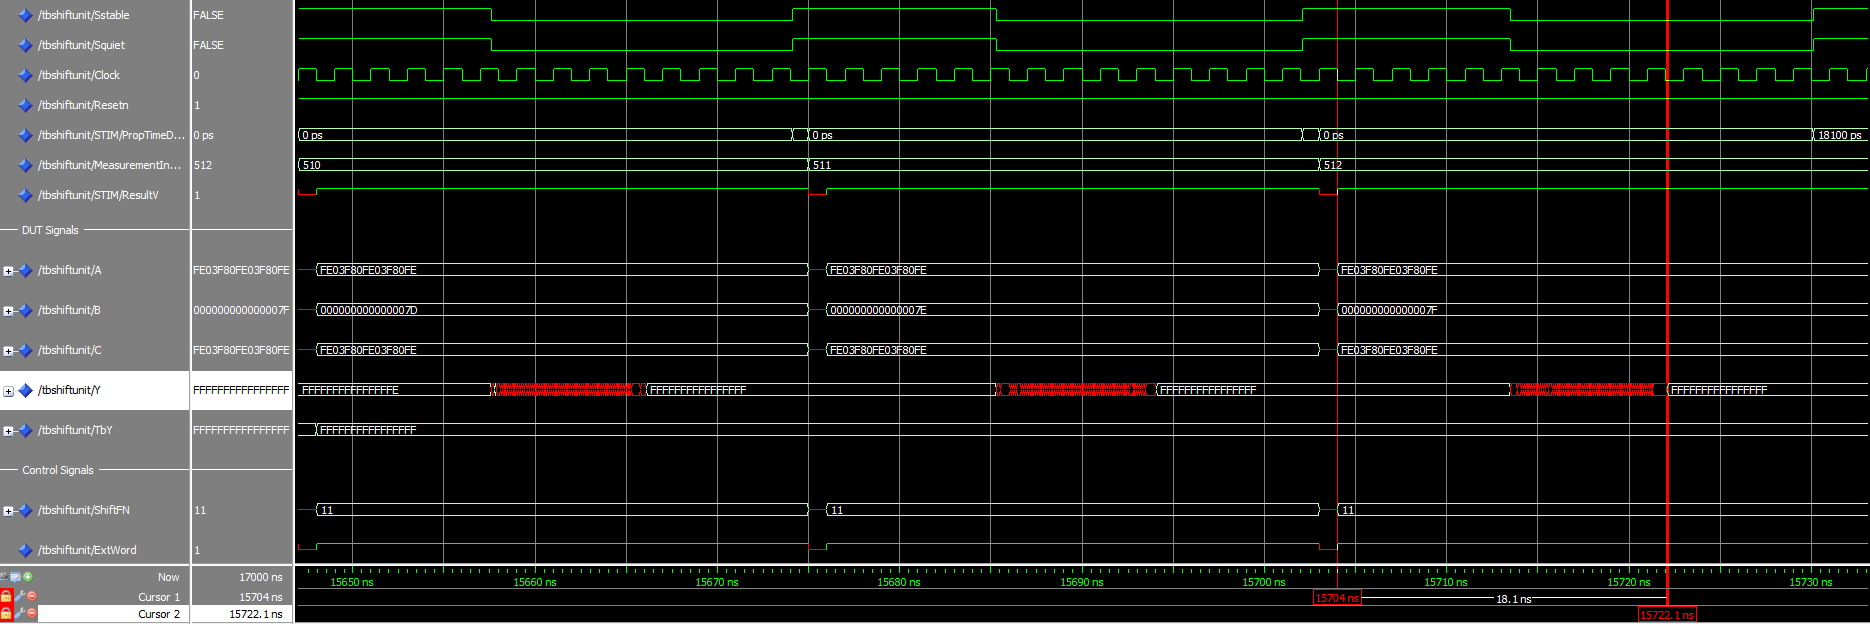 /tbshiftunit/Sstable FALSE
/tbshiftunit/Squiet FALSE
/tbshiftunit/Clock 0
/tbshiftunit/Resetn 1
/tbshiftunit/STIM/PropTimeD... 0 ps 0 ps 0 ps 0 ps 18100 ps
/tbshiftunit/MeasurementIn... 512 510 511 512
/tbshiftunit/STIM/ResultV 1
DUT Signals
/tbshiftunit/A FE03F80FE03F80FE FE03F80FE03F80FE FE03F80FE03F80FE FE03F80FE03F80FE
/tbshiftunit/B 000000000000007F 000000000000007D 000000000000007E 000000000000007F
/tbshiftunit/C FE03F80FE03F80FE FE03F80FE03F80FE FE03F80FE03F80FE FE03F80FE03F80FE
/tbshiftunit/Y FFFFFFFFFFFFFFFF FFFFFFFFFFFFFFFE FFFFFFFFFFFFFFFF FFFFFFFFFFFFFFFF FFFFFFFFFFFFFFFF
/tbshiftunit/TbY FFFFFFFFFFFFFFFF FFFFFFFFFFFFFFFF
Control Signals
/tbshiftunit/ShiftFN 11 11 11 11
/tbshiftunit/ExtWord 1
Now 17000 ns 15650 ns 15660 ns 15670 ns 15680 ns 15690 ns 15700 ns 15710 ns 15720 ns 15730 ns
Cursor 1 15704 ns 15704 ns 18.1 ns
Cursor 2 15722.1 ns 15722.1 ns